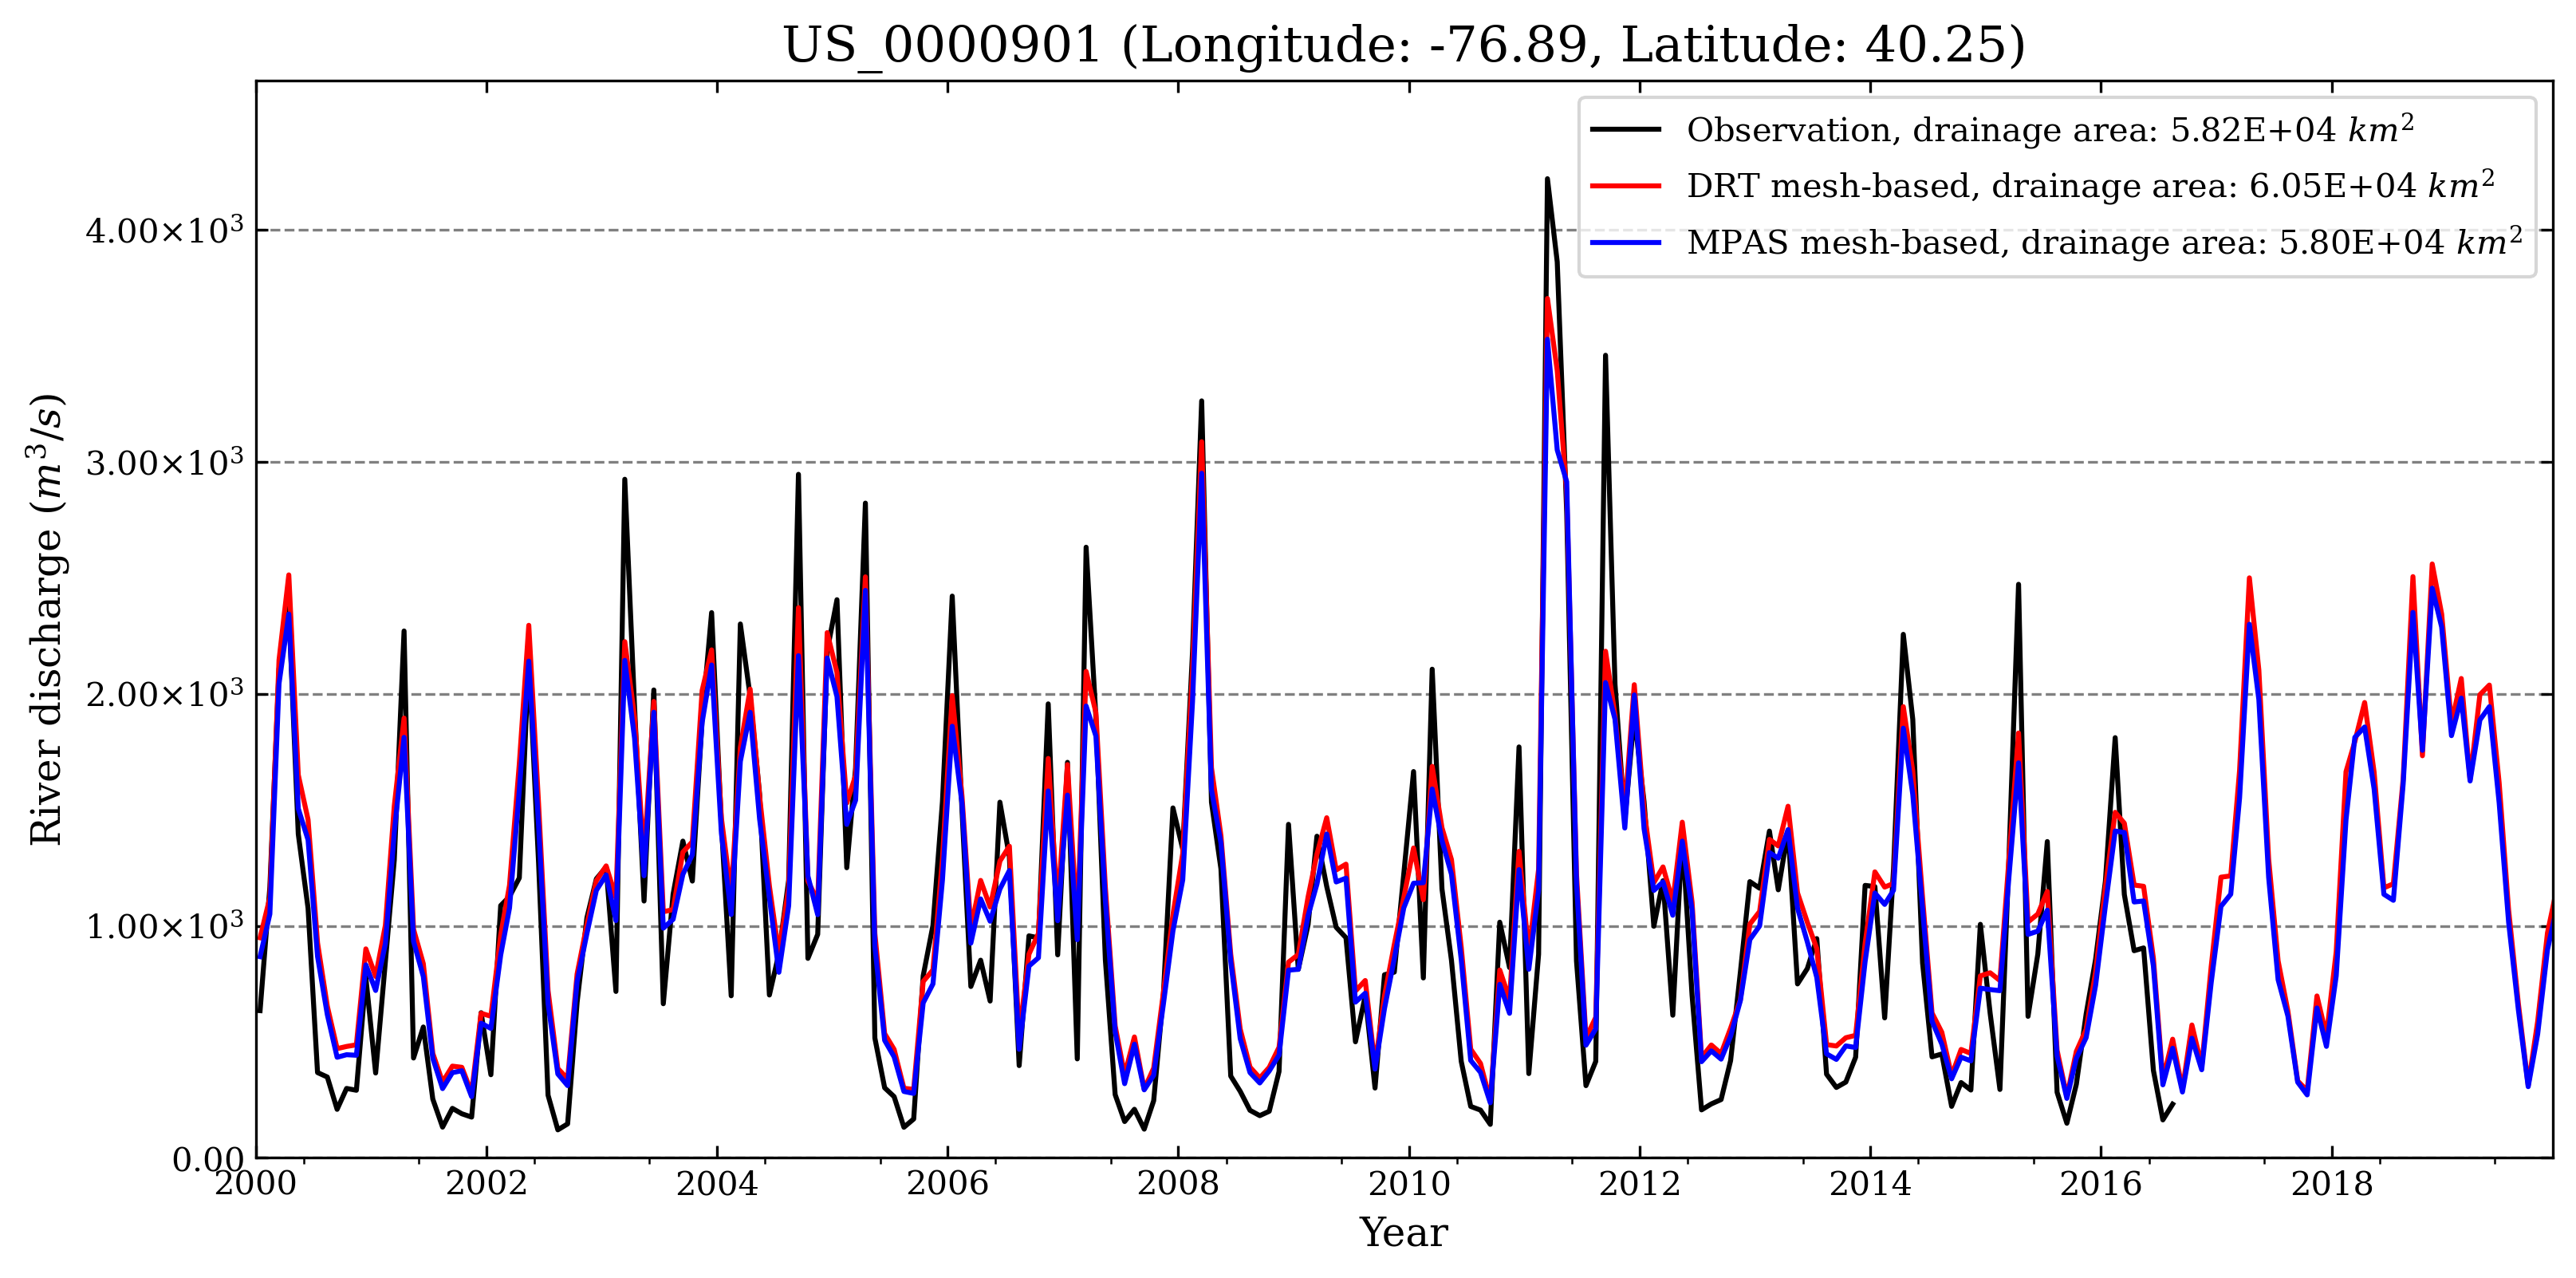 US_0000901 (Longitude: -76.89, Latitude: 40.25)
Observation, drainage area: 5.82E+04 km²
DRT mesh-based, drainage area: 6.05E+04 km²
MPAS mesh-based, drainage area: 5.80E+04 km²
River discharge (m³/s)
4.00×10³
3.00×10³
2.00×10³
1.00×10³
0.00
2000 2002 2004 2006 2008 2010 2012 2014 2016 2018
Year